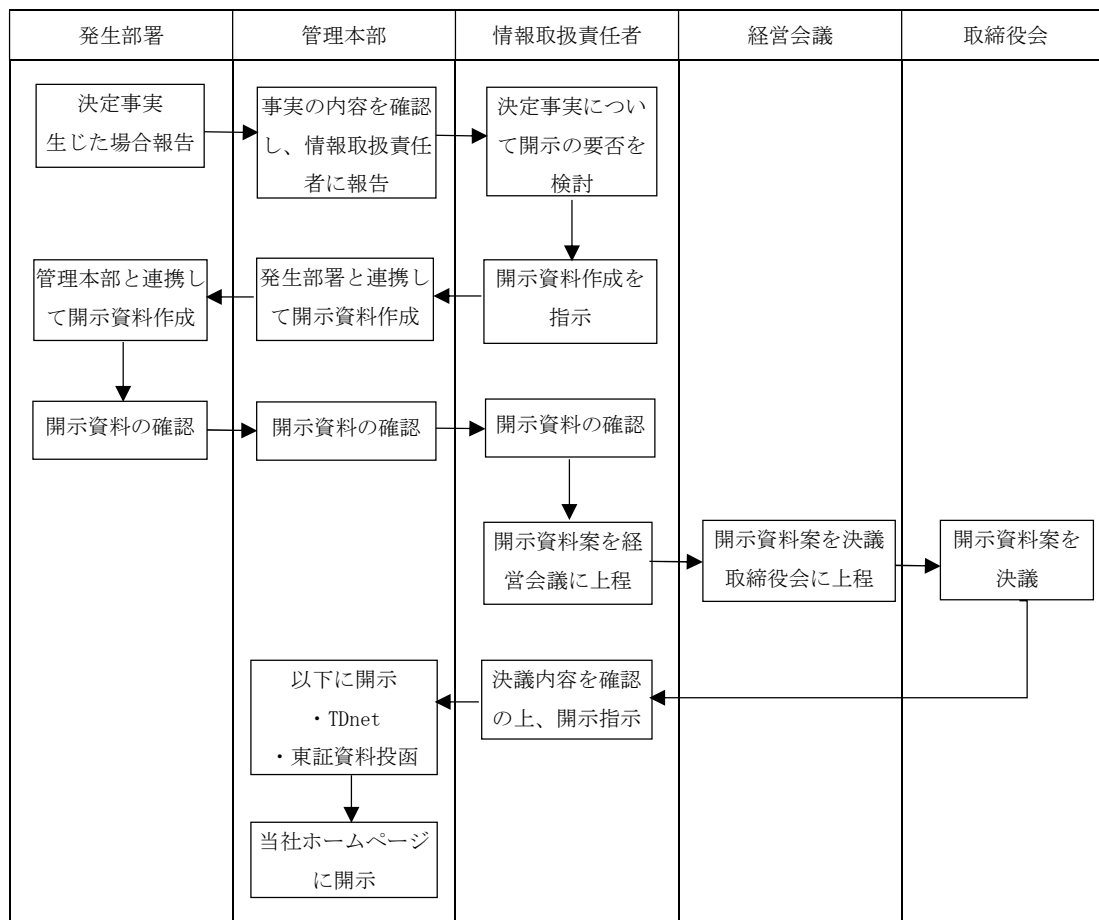 発生部署
管理本部
情報取扱責任者
経営会議
取締役会
決定事実
生じた場合報告
事実の内容を確認
し、情報取扱責任
者に報告
決定事実につい
て開示の要否を
検討
管理本部と連携し
て開示資料作成
発生部署と連携し
て開示資料作成
開示資料作成を
指示
開示資料の確認
開示資料の確認
開示資料の確認
開示資料案を経
営会議に上程
開示資料案を決議
取締役会に上程
開示資料案を
決議
以下に開示
・TDnet
・東証資料投函
決議内容を確認
の上、開示指示
当社ホームページ
に開示